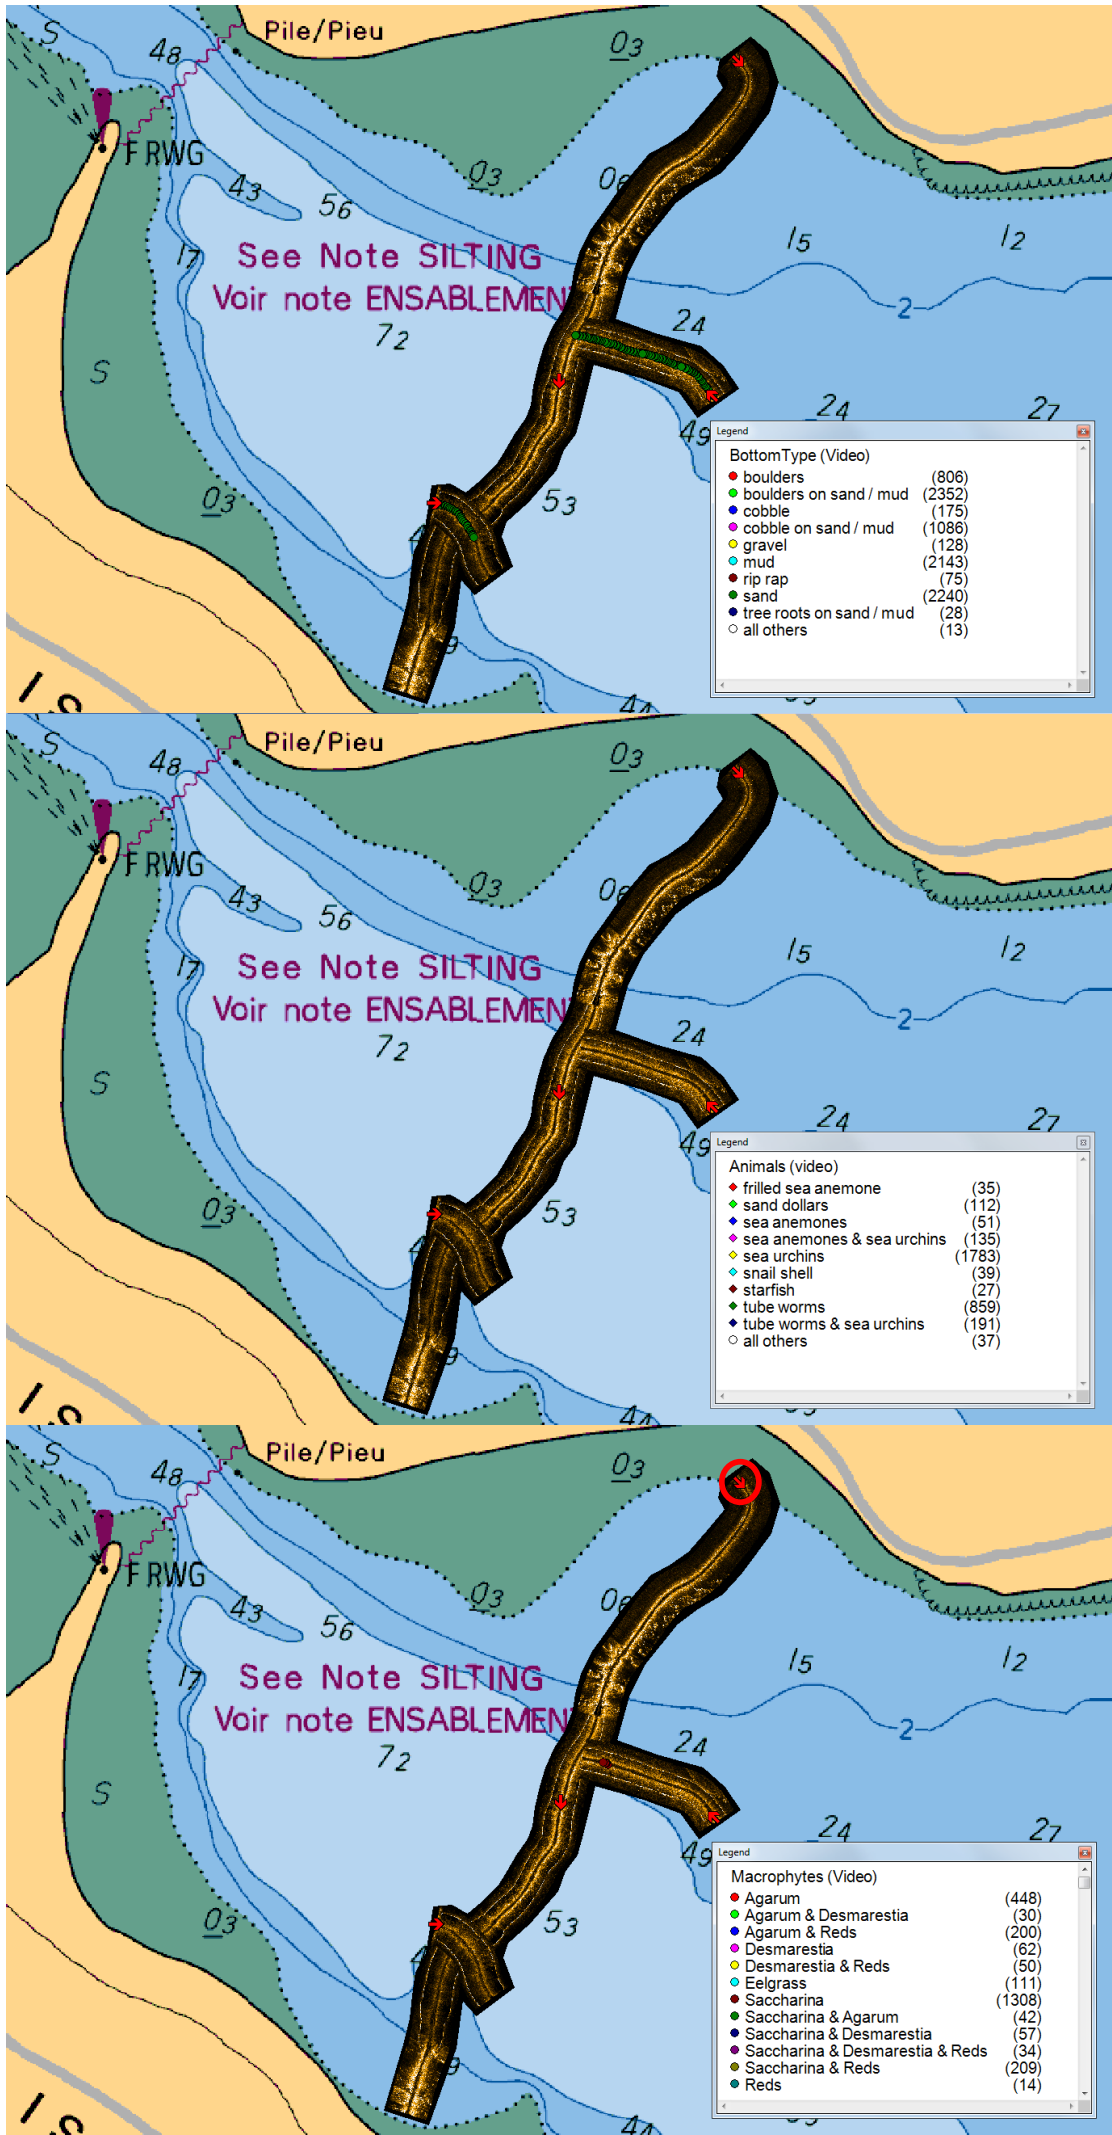 S
48
Pile/Pieu
03
F RWG
43
56
03
06
17
See Note SILTING
Voir note ENSABLEMEN
15
12
72
24
2
S
24
27
49
03
53
4
9
I S
44
Legend
BottomType (Video)
boulders (806)
boulders on sand / mud (2352)
cobble (175)
cobble on sand / mud (1086)
gravel (128)
mud (2143)
rip rap (75)
sand (2240)
tree roots on sand / mud (28)
all others (13)
S
48
Pile/Pieu
03
F RWG
43
56
03
06
17
See Note SILTING
Voir note ENSABLEMEN
15
12
72
24
2
S
24
27
49
03
53
4
9
I S
44
Legend
Animals (video)
frilled sea anemone (35)
sand dollars (112)
sea anemones (51)
sea anemones & sea urchins (135)
sea urchins (1783)
snail shell (39)
starfish (27)
tube worms (859)
tube worms & sea urchins (191)
all others (37)
S
48
Pile/Pieu
03
F RWG
43
56
03
06
17
See Note SILTING
Voir note ENSABLEMEN
15
12
72
24
2
S
24
27
49
03
53
4
9
I S
44
Legend
Macrophytes (Video)
Agarum (448)
Agarum & Desmarestia (30)
Agarum & Reds (200)
Desmarestia (62)
Desmarestia & Reds (50)
Eelgrass (111)
Saccharina (1308)
Saccharina & Agarum (42)
Saccharina & Desmarestia (57)
Saccharina & Desmarestia & Reds (34)
Saccharina & Reds (209)
Reds (14)